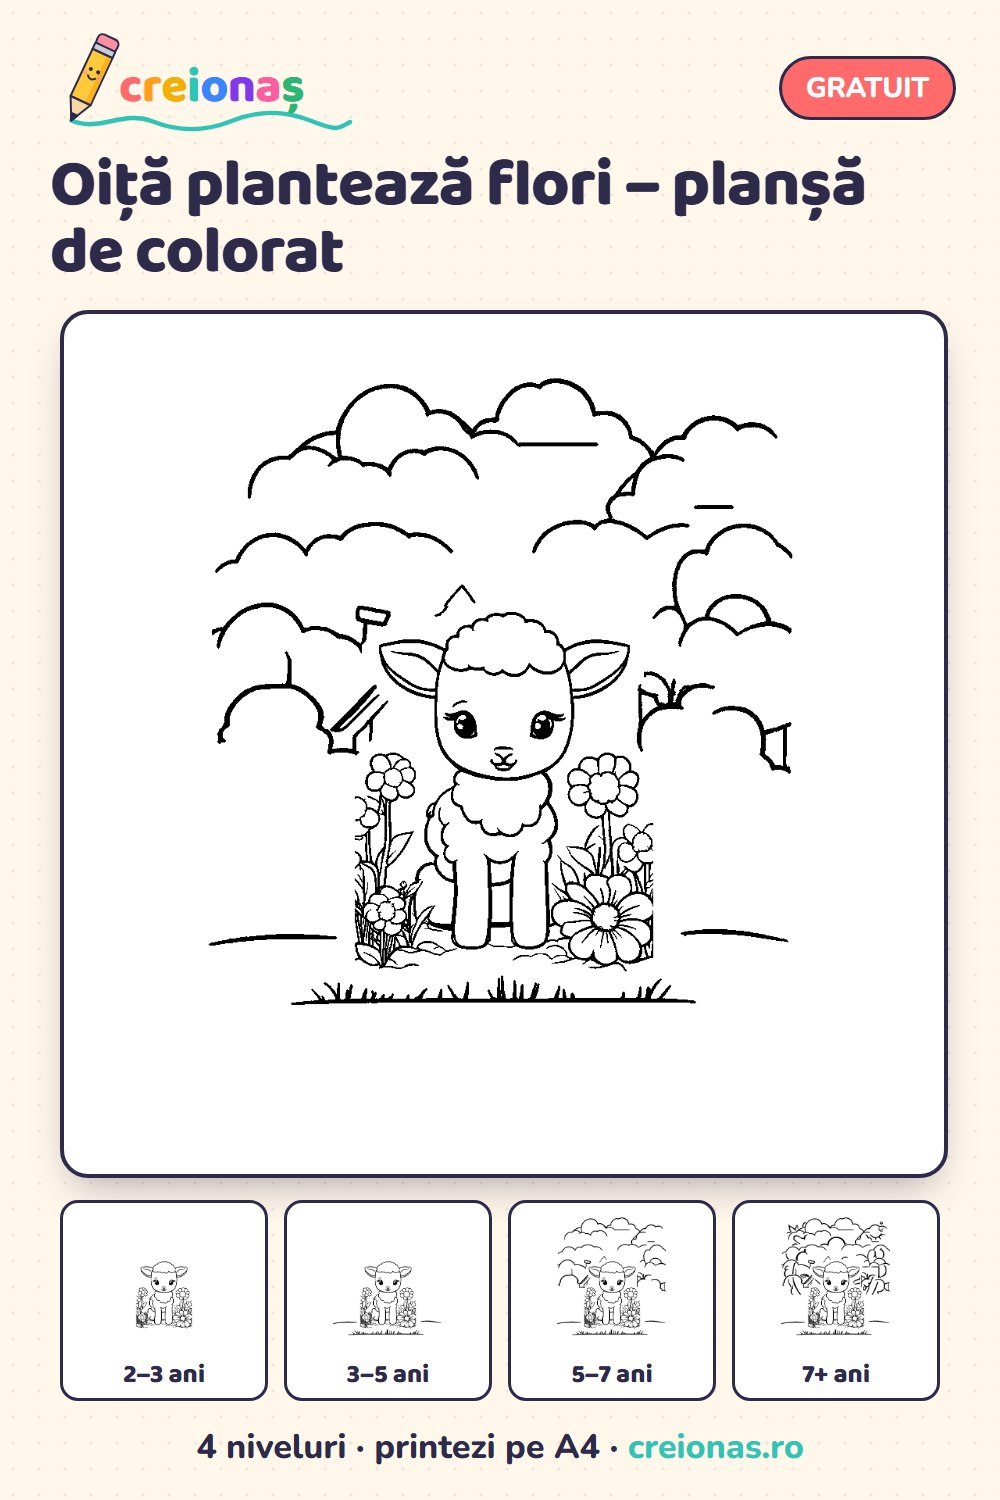 creionaș
GRATUIT
Oiță plantează flori – planșă
de colorat
2–3 ani
3–5 ani
5–7 ani
7+ ani
4 niveluri · printezi pe A4 · creionas.ro